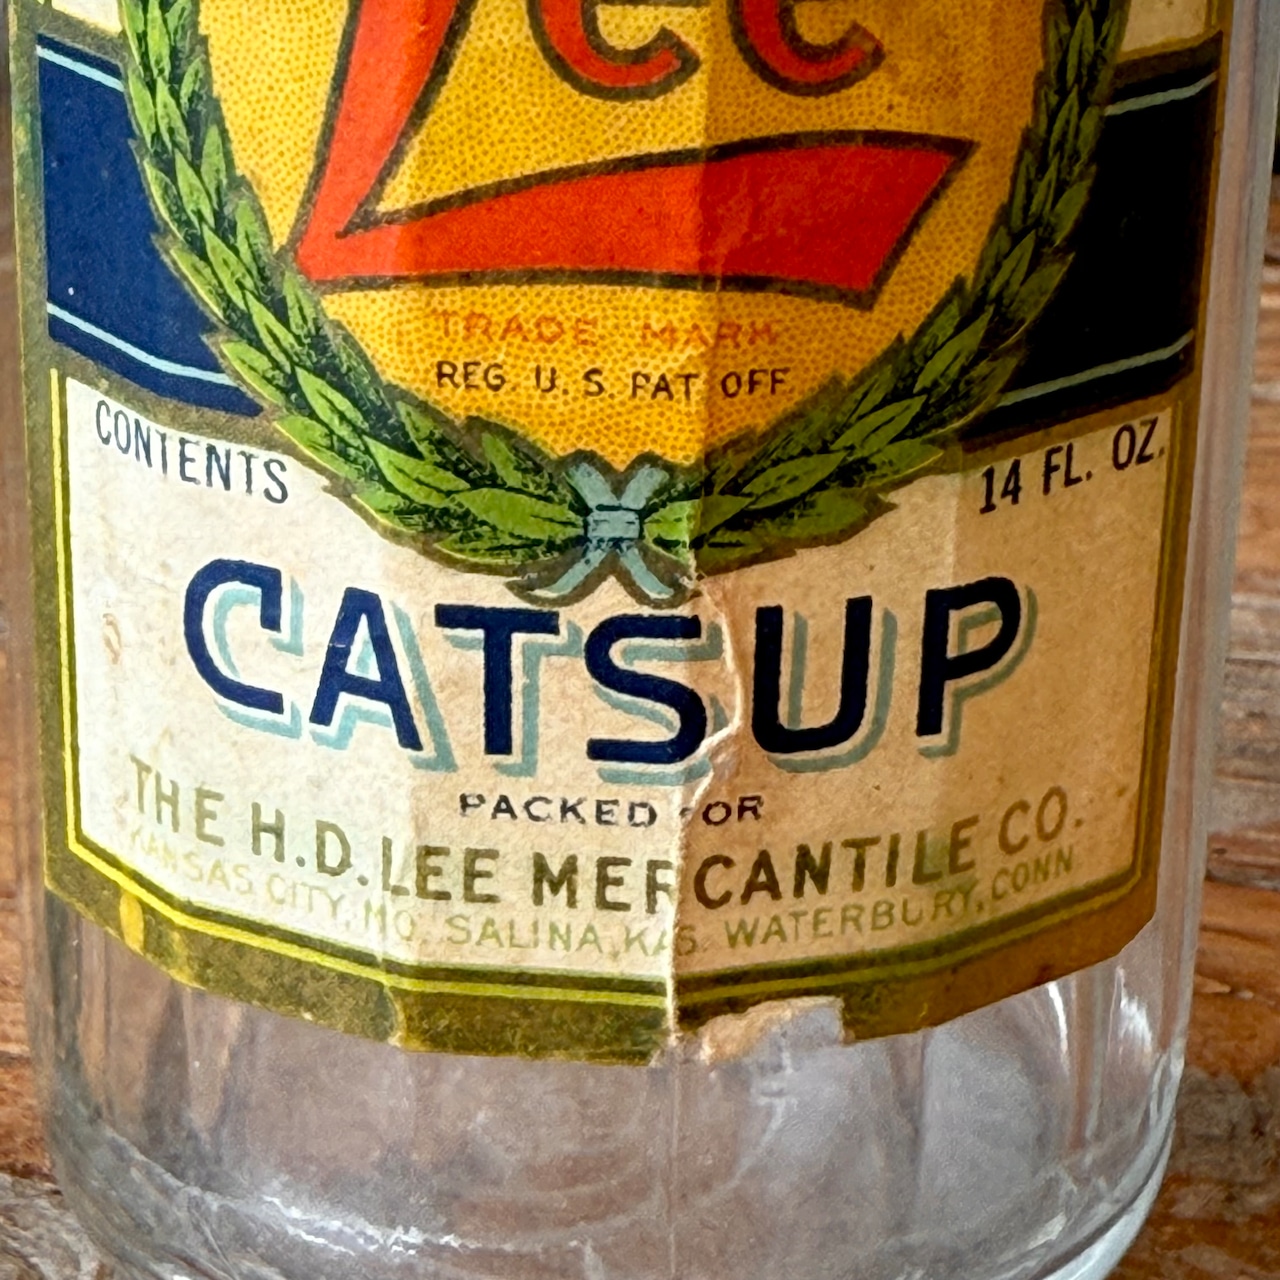 Lee
TRADE MARK
REG U.S. PAT OFF
CONTENTS 14 FL. OZ.
CATSUP
PACKED FOR
THE H.D. LEE MERCANTILE CO.
KANSAS CITY, MO. SALINA, KAS. WATERBURY, CONN.